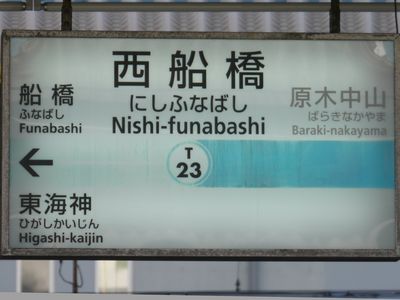 西船橋
にしふなばし
Nishi-funabashi
T
23
船橋
ふなばし
Funabashi
←
東海神
ひがしかいじん
Higashi-kaijin
原木中山
ばらきなかやま
Baraki-nakayama